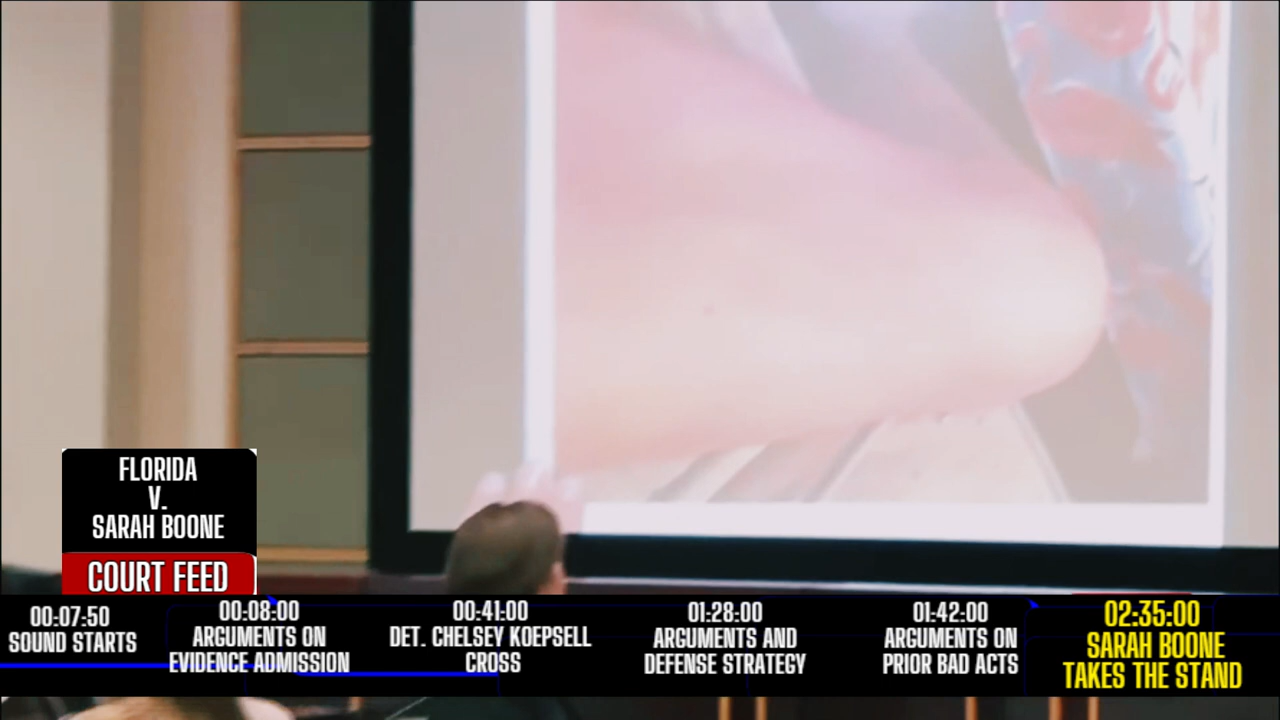 FLORIDA
V.
SARAH BOONE
COURT FEED
00:07:50
SOUND STARTS
00:08:00
ARGUMENTS ON
EVIDENCE ADMISSION
00:41:00
DET. CHELSEY KOEPSELL
CROSS
01:28:00
ARGUMENTS AND
DEFENSE STRATEGY
01:42:00
ARGUMENTS ON
PRIOR BAD ACTS
02:35:00
SARAH BOONE
TAKES THE STAND